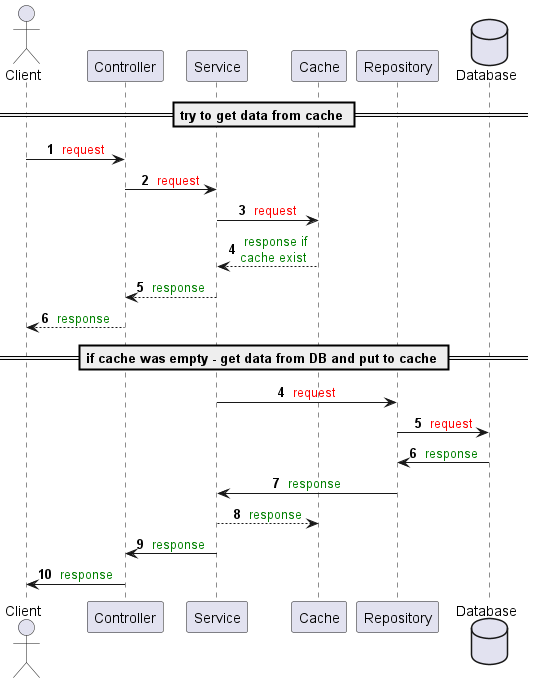 Client
Controller
Service
Cache
Repository
Database
try to get data from cache
1 request
2 request
3 request
4 response if
cache exist
5 response
6 response
if cache was empty - get data from DB and put to cache
4 request
5 request
6 response
7 response
8 response
9 response
10 response
Client
Controller
Service
Cache
Repository
Database